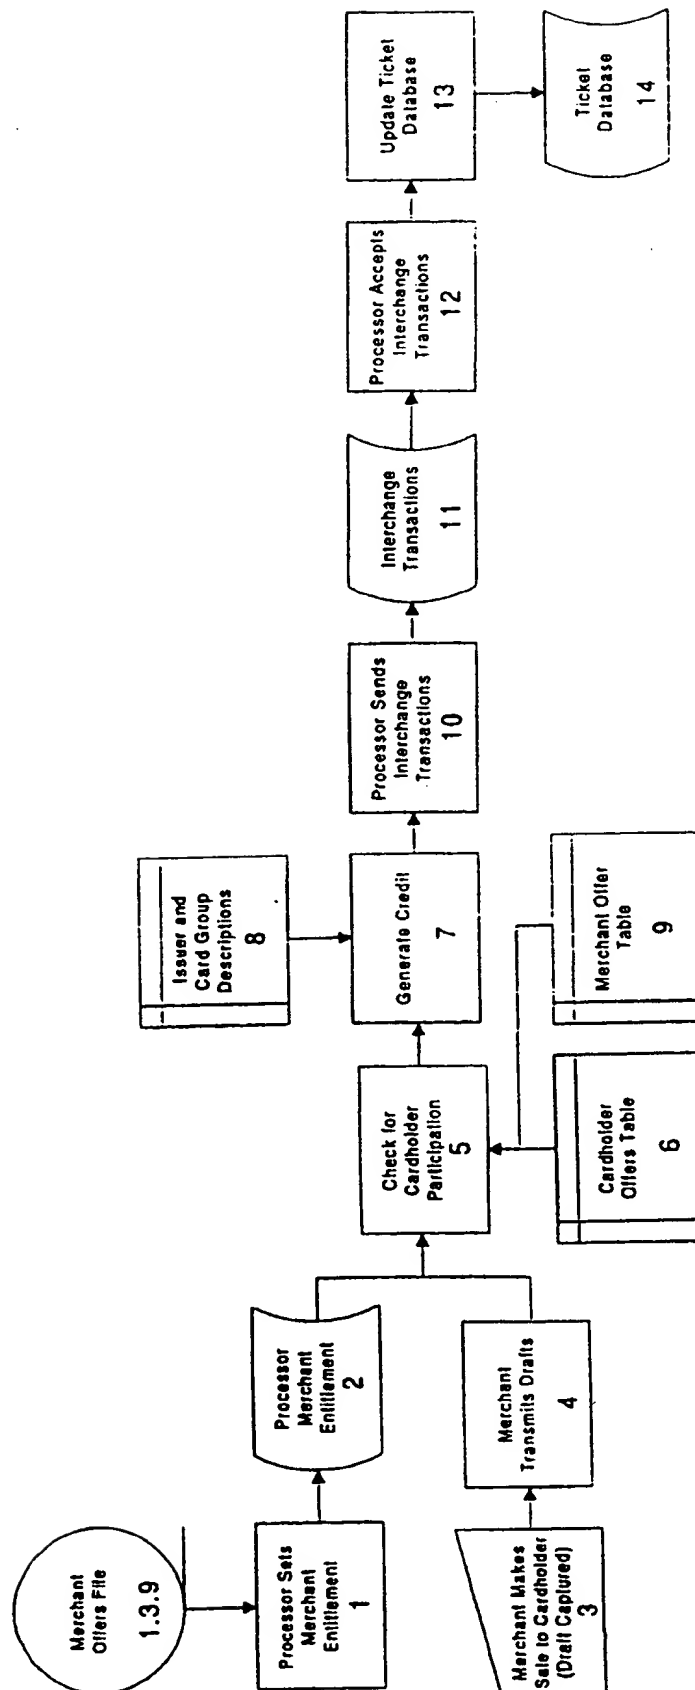 Merchant
Offers File
1.3.9
Processor Sets
Merchant
Entitlement
1
Processor
Merchant
Entitlement
2
Merchant Makes
Sale to Cardholder
(Draft Captured)
3
Merchant
Transmits Drafts
4
Check for
Cardholder
Participation
5
Cardholder
Offers Table
6
Generate Credit
7
Issuer and
Card Group
Descriptions
8
Merchant Offer
Table
9
Processor Sends
Interchange
Transactions
10
Interchange
Transactions
11
Processor Accepts
Interchange
Transactions
12
Update Ticket
Database
13
Ticket
Database
14